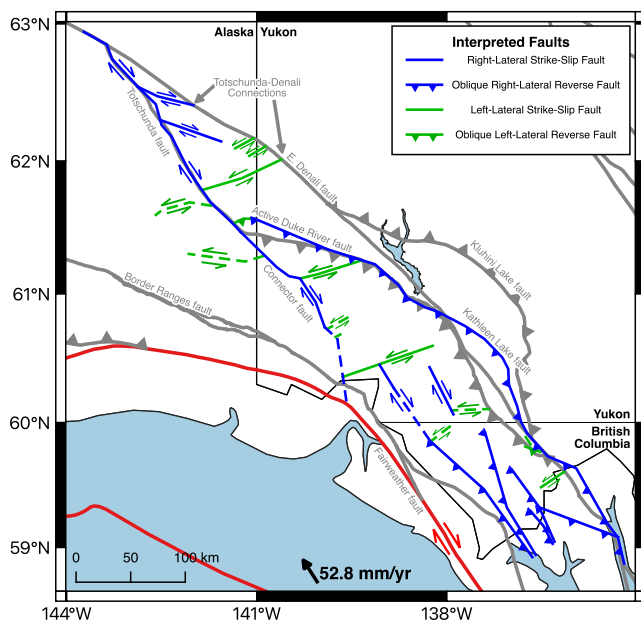 63°N
62°N
61°N
60°N
59°N
144°W
141°W
138°W
Alaska
Yukon
Interpreted Faults
Right-Lateral Strike-Slip Fault
Oblique Right-Lateral Reverse Fault
Left-Lateral Strike-Slip Fault
Oblique Left-Lateral Reverse Fault
Totschunda-Denali
Connections
Totschunda fault
E. Denali fault
Active Duke River fault
Kluhini Lake fault
Connector fault
Border Ranges fault
Kathleen Lake fault
Fairweather fault
Yukon
British
Columbia
0
50
100 km
52.8 mm/yr